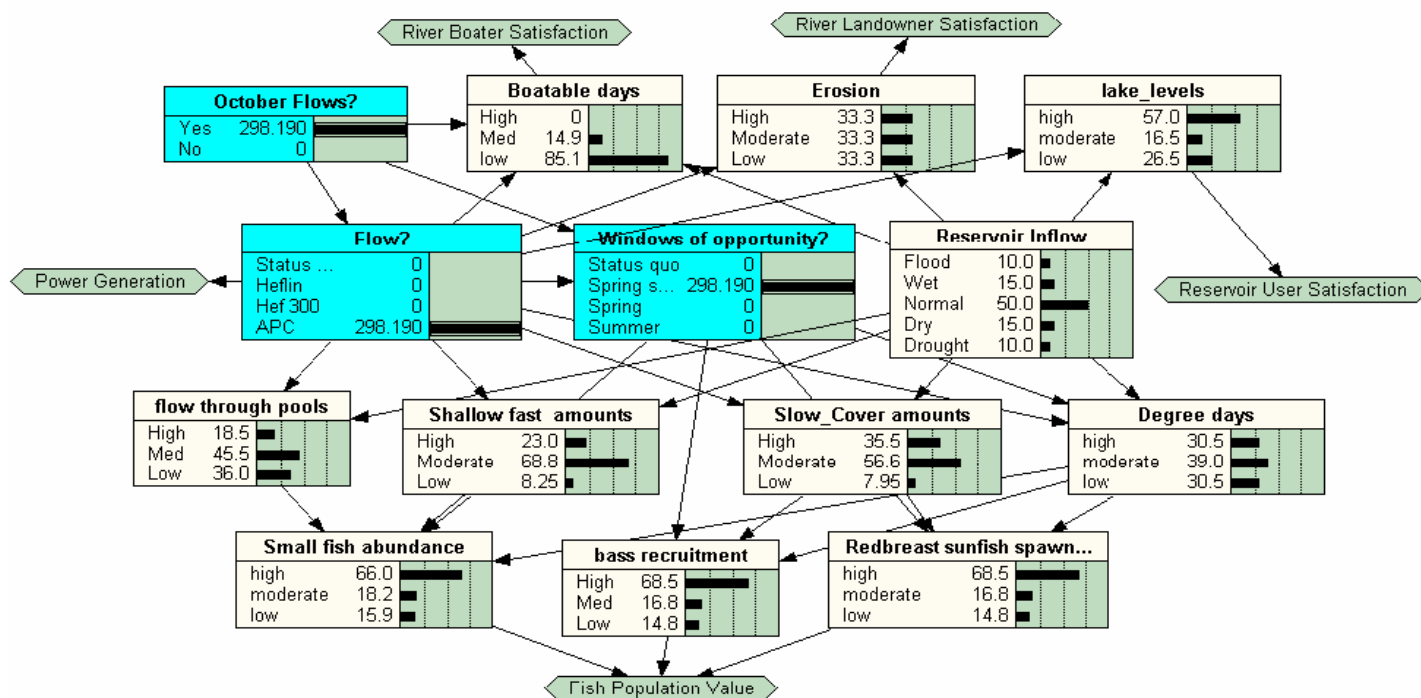 River Boater Satisfaction
River Landowner Satisfaction
October Flows?
Yes 298.190
No 0
Boatable days
High 0
Med 14.9
low 85.1
Erosion
High 33.3
Moderate 33.3
Low 33.3
lake_levels
high 57.0
moderate 16.5
low 26.5
Power Generation
Flow?
Status ... 0
Heflin 0
Hef 300 0
APC 298.190
Windows of opportunity?
Status quo 0
Spring s... 298.190
Spring 0
Summer 0
Reservoir Inflow
Flood 10.0
Wet 15.0
Normal 50.0
Dry 15.0
Drought 10.0
Reservoir User Satisfaction
flow through pools
High 18.5
Med 45.5
Low 36.0
Shallow fast_amounts
High 23.0
Moderate 68.8
Low 8.25
Slow_Cover amounts
High 35.5
Moderate 56.6
Low 7.95
Degree days
high 30.5
moderate 39.0
low 30.5
Small fish abundance
high 66.0
moderate 18.2
low 15.9
bass recruitment
High 68.5
Med 16.8
Low 14.8
Redbreast sunfish spawn...
high 68.5
moderate 16.8
low 14.8
Fish Population Value